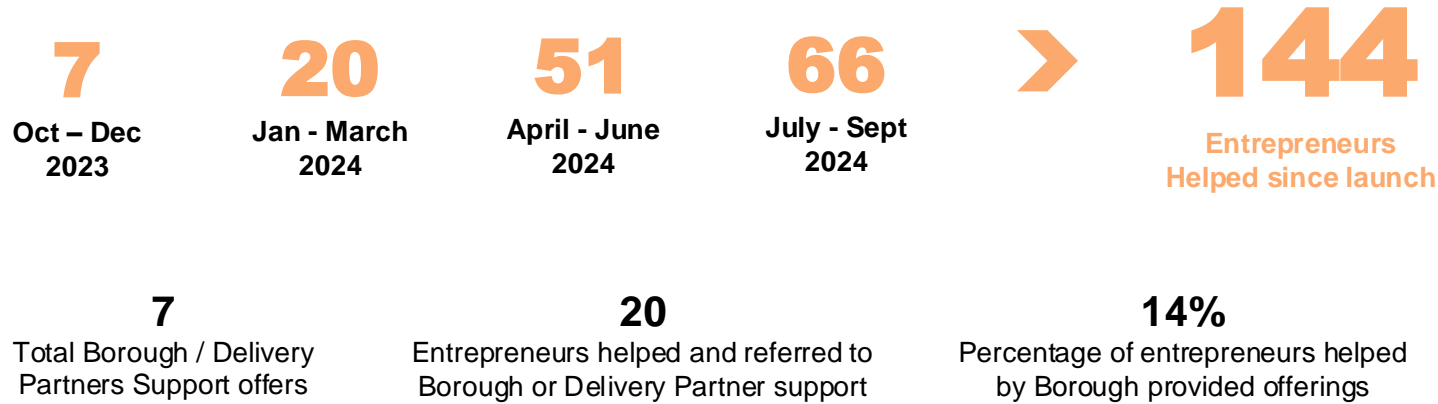 7
Oct – Dec
2023
20
Jan - March
2024
51
April - June
2024
66
July - Sept
2024
144
Entrepreneurs
Helped since launch
7
Total Borough / Delivery
Partners Support offers
20
Entrepreneurs helped and referred to
Borough or Delivery Partner support
14%
Percentage of entrepreneurs helped
by Borough provided offerings